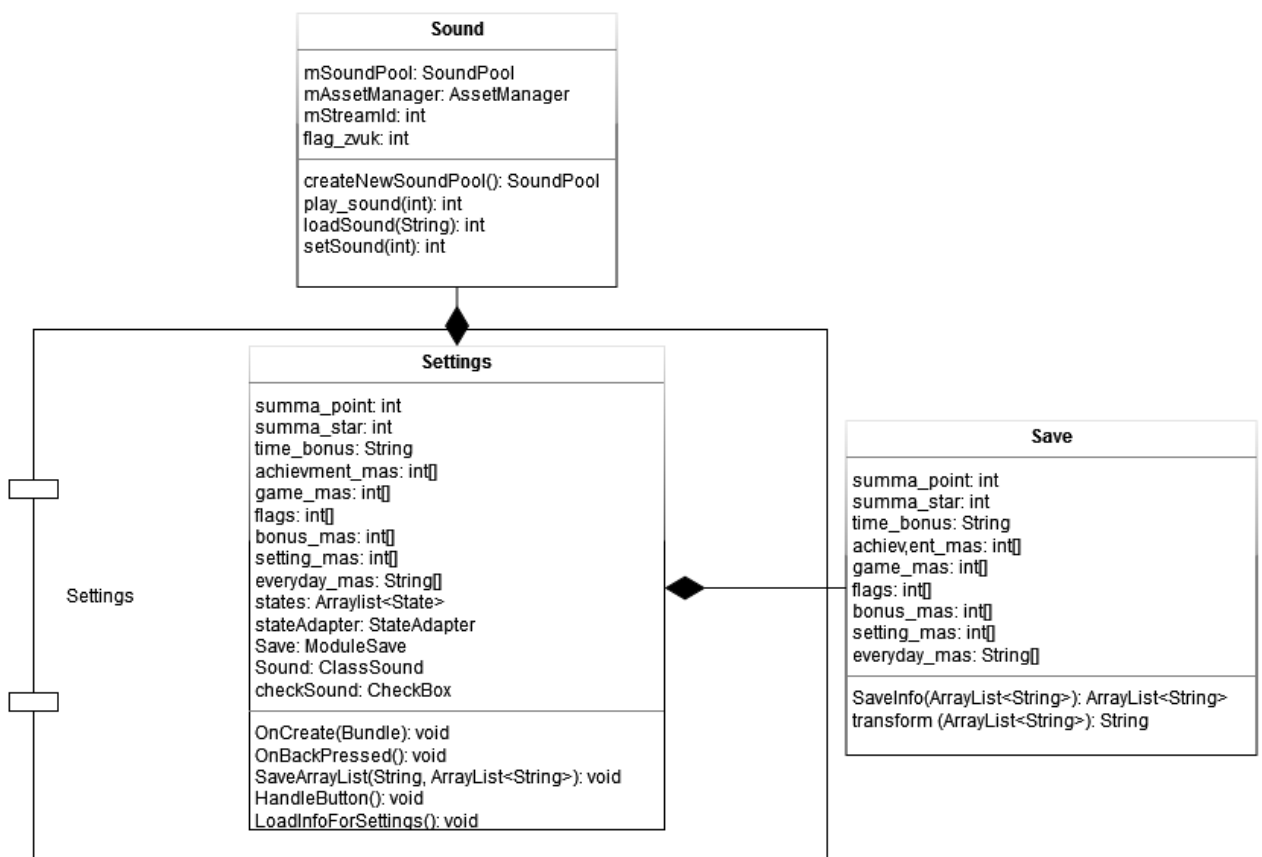 Sound
mSoundPool: SoundPool
mAssetManager: AssetManager
mStreamId: int
flag_zvuk: int
createNewSoundPool(): SoundPool
play_sound(int): int
loadSound(String): int
setSound(int): int
Settings
Settings
summa_point: int
summa_star: int
time_bonus: String
achievment_mas: int[]
game_mas: int[]
flags: int[]
bonus_mas: int[]
setting_mas: int[]
everyday_mas: String[]
states: Arraylist<State>
stateAdapter: StateAdapter
Save: ModuleSave
Sound: ClassSound
checkSound: CheckBox
OnCreate(Bundle): void
OnBackPressed(): void
SaveArrayList(String, ArrayList<String>): void
HandleButton(): void
LoadInfoForSettings(): void
Save
summa_point: int
summa_star: int
time_bonus: String
achiev,ent_mas: int[]
game_mas: int[]
flags: int[]
bonus_mas: int[]
setting_mas: int[]
everyday_mas: String[]
SaveInfo(ArrayList<String>): ArrayList<String>
transform (ArrayList<String>): String